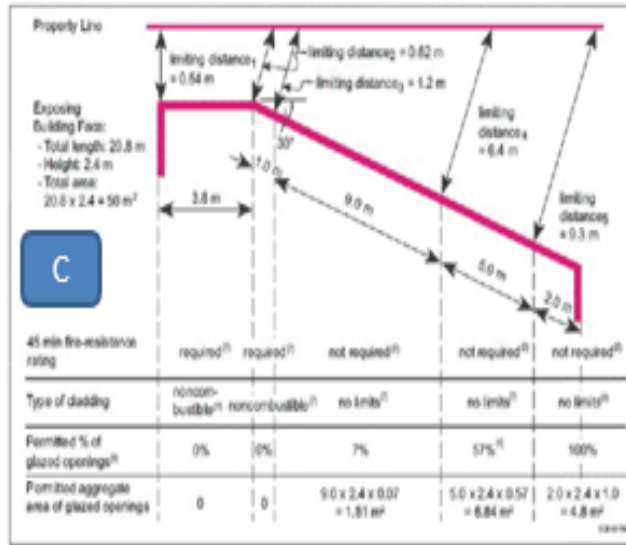 Property Line
limiting distance₁
= 0.64 m
limiting distance₂ = 0.62 m
limiting distance₃ = 1.2 m
limiting
distance₄
= 6.4 m
limiting
distance₅
= 9.3 m
Exposing
Building Face:
- Total length: 20.8 m
- Height: 2.4 m
- Total area:
20.8 x 2.4 = 50 m²
30°
3.8 m
1.0 m
9.0 m
5.0 m
2.0 m
C
45 min fire-resistance
rating
required required not required not required not required
Type of cladding
noncom-
bustible noncombustible no limits no limits no limits
Permitted % of
glazed openings
0% 0% 7% 57% 100%
Permitted aggregate
area of glazed openings
0 0 9.0 x 2.4 x 0.07 5.0 x 2.4 x 0.57 2.0 x 2.4 x 1.0
= 1.51 m² = 6.84 m² = 4.8 m²